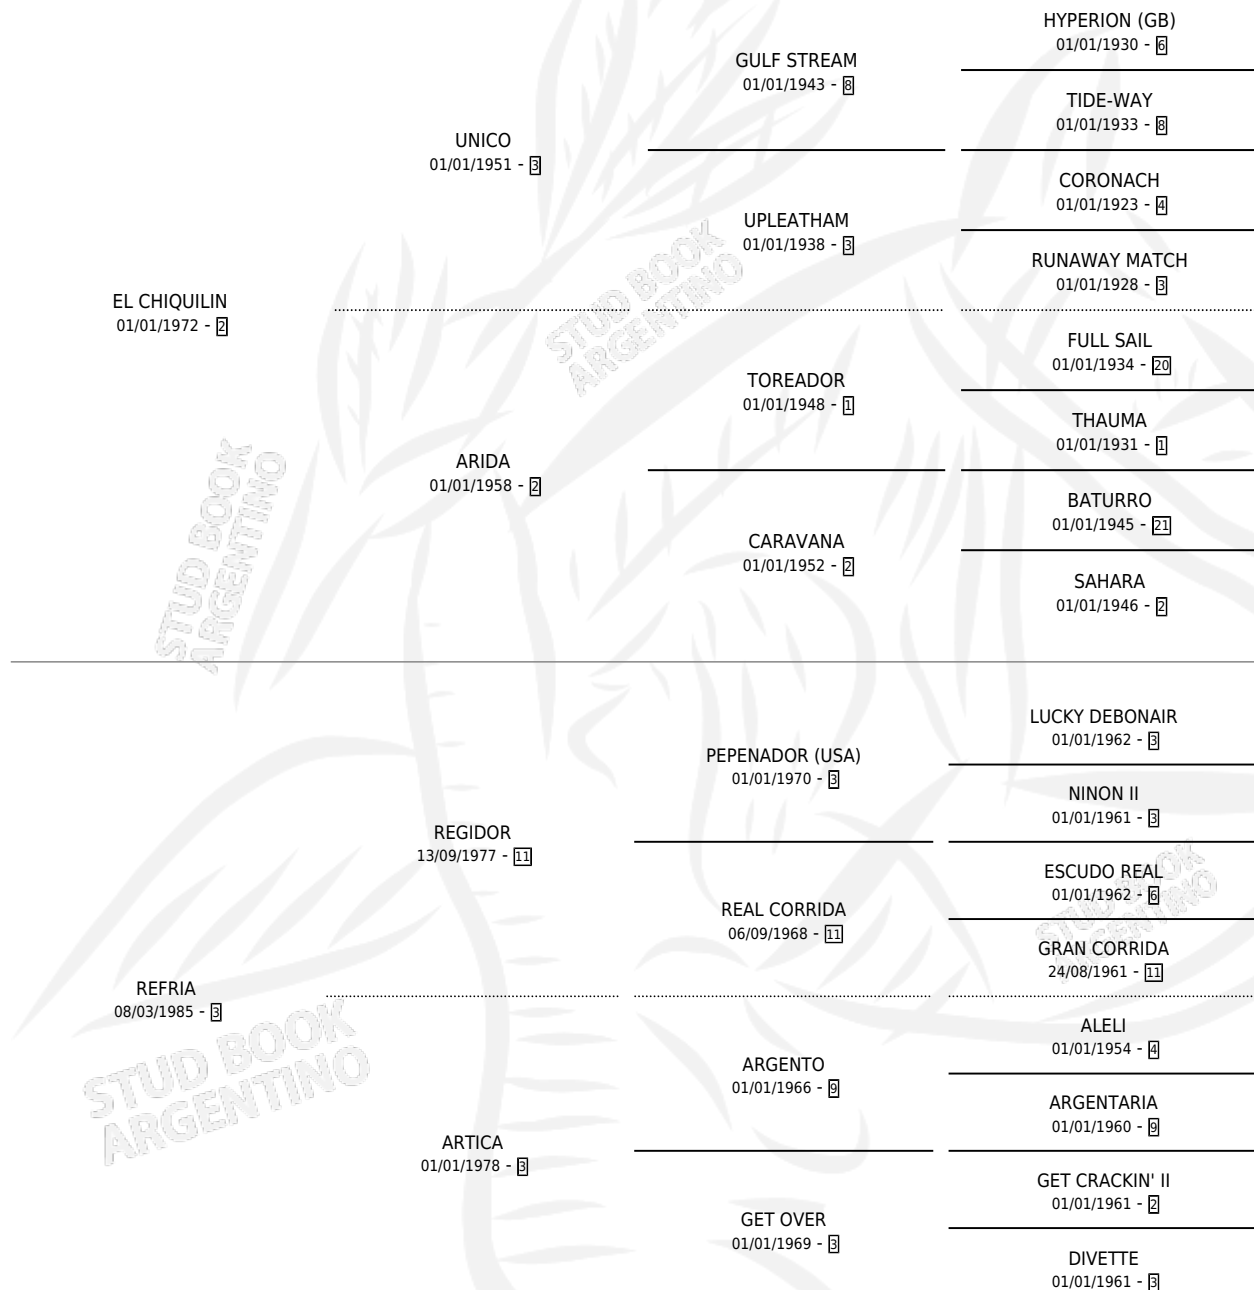 HYPERION (GB)
01/01/1930 - 6
GULF STREAM
01/01/1943 - 8
TIDE-WAY
01/01/1933 - 8
UNICO
01/01/1951 - 3
CORONACH
01/01/1923 - 4
UPLEATHAM
01/01/1938 - 3
RUNAWAY MATCH
01/01/1928 - 3
EL CHIQUILIN
01/01/1972 - 2
STUD BOOK
ARGENTINO
FULL SAIL
01/01/1934 - 20
TOREADOR
01/01/1948 - 1
THAUMA
01/01/1931 - 1
ARIDA
01/01/1958 - 2
BATURRO
01/01/1945 - 21
CARAVANA
01/01/1952 - 2
SAHARA
01/01/1946 - 2
STUD BOOK
ARGENTINO
LUCKY DEBONAIR
01/01/1962 - 3
PEPENADOR (USA)
01/01/1970 - 3
NINON II
01/01/1961 - 3
REGIDOR
13/09/1977 - 11
ESCUDO REAL
01/01/1962 - 6
REAL CORRIDA
06/09/1968 - 11
STUD BOOK
ARGENTINO
GRAN CORRIDA
24/08/1961 - 11
REFRIA
08/03/1985 - 3
STUD BOOK
ARGENTINO
ALELI
01/01/1954 - 4
ARGENTO
01/01/1966 - 9
ARGENTARIA
01/01/1960 - 9
ARTICA
01/01/1978 - 3
GET CRACKIN' II
01/01/1961 - 2
GET OVER
01/01/1969 - 3
DIVETTE
01/01/1961 - 3